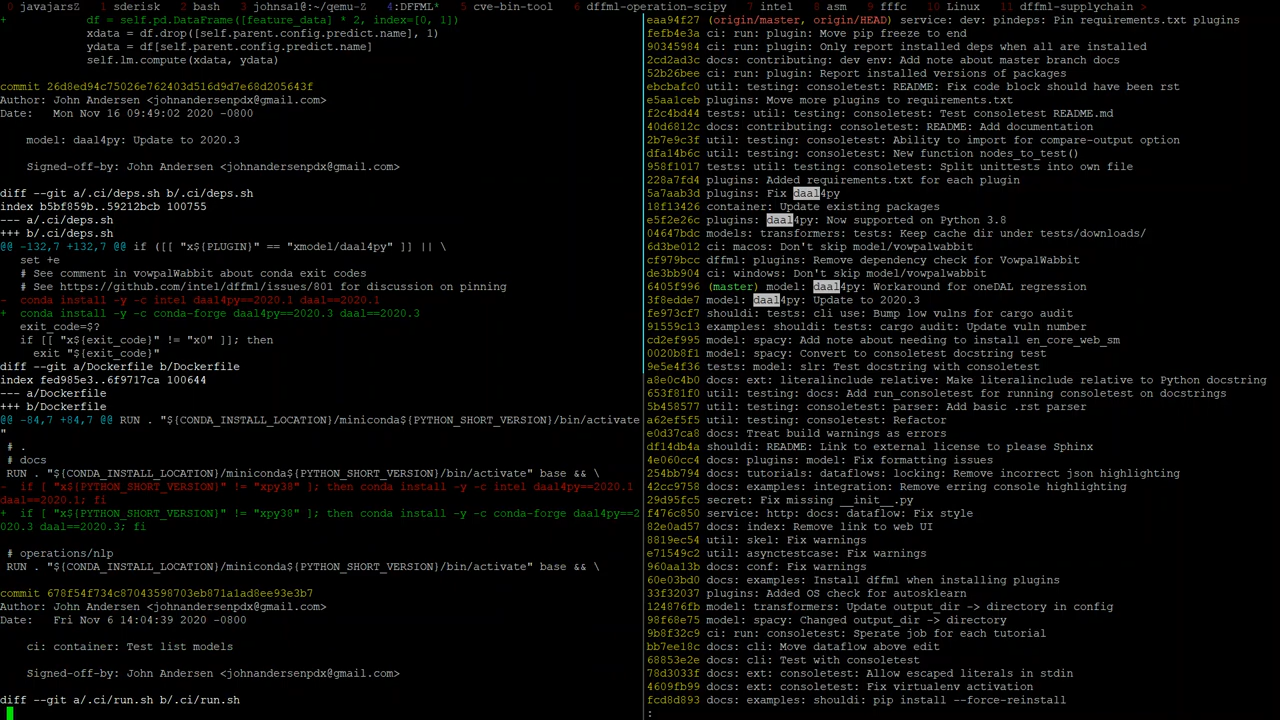 0 javajarsZ  1 sderisk  2 bash  3 johnsal@:~/qemu-Z  4:DFFML*  5 cve-bin-tool  6 dffml-operation-scipy  7 intel  8 asm  9 fffc  10 Linux  11 dffml-supplychain >
+        df = self.pd.DataFrame([feature_data] * 2, index=[0, 1])
         xdata = df.drop([self.parent.config.predict.name], 1)
         ydata = df[self.parent.config.predict.name]
         self.lm.compute(xdata, ydata)
commit 26d8ed94c75026e762403d516d9d7e68d205643f
Author: John Andersen <johnandersenpdx@gmail.com>
Date:   Mon Nov 16 09:49:02 2020 -0800
    model: daal4py: Update to 2020.3
    Signed-off-by: John Andersen <johnandersenpdx@gmail.com>
diff --git a/.ci/deps.sh b/.ci/deps.sh
index b5bf859b..59212bcb 100755
--- a/.ci/deps.sh
+++ b/.ci/deps.sh
@@ -132,7 +132,7 @@ if ([[ "x${PLUGIN}" == "xmodel/daal4py" ]] || \
   set +e
   # See comment in vowpalWabbit about conda exit codes
   # See https://github.com/intel/dffml/issues/801 for discussion on pinning
-  conda install -y -c intel daal4py==2020.1 daal==2020.1
+  conda install -y -c conda-forge daal4py==2020.3 daal==2020.3
   exit_code=$?
   if [[ "x${exit_code}" != "x0" ]]; then
     exit "${exit_code}"
diff --git a/Dockerfile b/Dockerfile
index fed985e3..6f9717ca 100644
--- a/Dockerfile
+++ b/Dockerfile
@@ -84,7 +84,7 @@ RUN . "${CONDA_INSTALL_LOCATION}/miniconda${PYTHON_SHORT_VERSION}/bin/activate
"
 # .
 # docs
 RUN . "${CONDA_INSTALL_LOCATION}/miniconda${PYTHON_SHORT_VERSION}/bin/activate" base && \
-  if [ "x${PYTHON_SHORT_VERSION}" != "xpy38" ]; then conda install -y -c intel daal4py==2020.1
daal==2020.1; fi
+  if [ "x${PYTHON_SHORT_VERSION}" != "xpy38" ]; then conda install -y -c conda-forge daal4py==2
020.3 daal==2020.3; fi
 # operations/nlp
 RUN . "${CONDA_INSTALL_LOCATION}/miniconda${PYTHON_SHORT_VERSION}/bin/activate" base && \
commit 678f54f734c87043598703eb871a1ad8ee93e3b7
Author: John Andersen <johnandersenpdx@gmail.com>
Date:   Fri Nov 6 14:04:39 2020 -0800
    ci: container: Test list models
    Signed-off-by: John Andersen <johnandersenpdx@gmail.com>
diff --git a/.ci/run.sh b/.ci/run.sh
eaa94f27 (origin/master, origin/HEAD) service: dev: pindeps: Pin requirements.txt plugins
fefb4e3a ci: run: plugin: Move pip freeze to end
90345984 ci: run: plugin: Only report installed deps when all are installed
2cd2ad3c docs: contributing: dev env: Add note about master branch docs
52b26bee ci: run: plugin: Report installed versions of packages
ebcbafc0 util: testing: consoletest: README: Fix code block should have been rst
e5aa1ceb plugins: Move more plugins to requirements.txt
f2c4bd44 tests: util: testing: consoletest: Test consoletest README.md
40d6812c docs: contributing: consoletest: README: Add documentation
2b7e9c3f util: testing: consoletest: Ability to import for compare-output option
dfa14b6c util: testing: consoletest: New function nodes_to_test()
958f1017 tests: util: testing: consoletest: Split unittests into own file
228a7fd4 plugins: Added requirements.txt for each plugin
5a7aab3d plugins: Fix daal4py
18f13426 container: Update existing packages
e5f2e26c plugins: daal4py: Now supported on Python 3.8
04647bdc models: transformers: tests: Keep cache dir under tests/downloads/
6d3be012 ci: macos: Don't skip model/vowpalwabbit
cf979bcc dffml: plugins: Remove dependency check for VowpalWabbit
de3bb904 ci: windows: Don't skip model/vowpalwabbit
6405f996 (master) model: daal4py: Workaround for oneDAL regression
3f8edde7 model: daal4py: Update to 2020.3
fe973cf7 shouldi: tests: cli use: Bump low vulns for cargo audit
91559c13 examples: shouldi: tests: cargo audit: Update vuln number
cd2ef995 model: spacy: Add note about needing to install en_core_web_sm
0020b8f1 model: spacy: Convert to consoletest docstring test
9e5e4f36 tests: model: slr: Test docstring with consoletest
a8e0c4b0 docs: ext: literalinclude relative: Make literalinclude relative to Python docstring
653f81f0 util: testing: docs: Add run_consoletest for running consoletest on docstrings
5b458577 util: testing: consoletest: parser: Add basic .rst parser
a62ef5f5 util: testing: consoletest: Refactor
e0d37ca8 docs: Treat build warnings as errors
df14db4a shouldi: README: Link to external license to please Sphinx
4e060cc4 docs: plugins: model: Fix formatting issues
254bb794 docs: tutorials: dataflows: locking: Remove incorrect json highlighting
42cc9758 docs: examples: integration: Remove erring console highlighting
29d95fc5 secret: Fix missing __init__.py
f476c850 service: http: docs: dataflow: Fix style
82e0ad57 docs: index: Remove link to web UI
8819ec54 util: skel: Fix warnings
e71549c2 util: asynctestcase: Fix warnings
960aa13b docs: conf: Fix warnings
60e03bd0 docs: examples: Install dffml when installing plugins
33f32037 plugins: Added OS check for autosklearn
124876fb model: transformers: Update output_dir -> directory in config
98f68e75 model: spacy: Changed output_dir -> directory
9b8f32c9 ci: run: consoletest: Sperate job for each tutorial
bb7ee18c docs: cli: Move dataflow above edit
68853e2e docs: cli: Test with consoletest
78d3033f docs: ext: consoletest: Allow escaped literals in stdin
4609fb99 docs: ext: consoletest: Fix virtualenv activation
fcd8d893 docs: examples: shouldi: pip install --force-reinstall
: